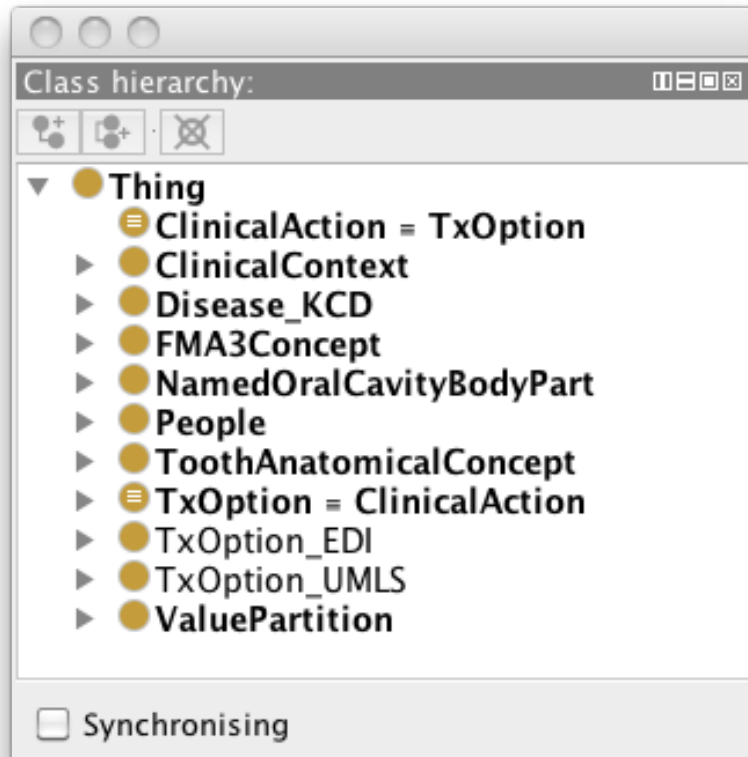 Class hierarchy:
Thing
ClinicalAction ≡ TxOption
ClinicalContext
Disease_KCD
FMA3Concept
NamedOralCavityBodyPart
People
ToothAnatomicalConcept
TxOption ≡ ClinicalAction
TxOption_EDI
TxOption_UMLS
ValuePartition
Synchronising